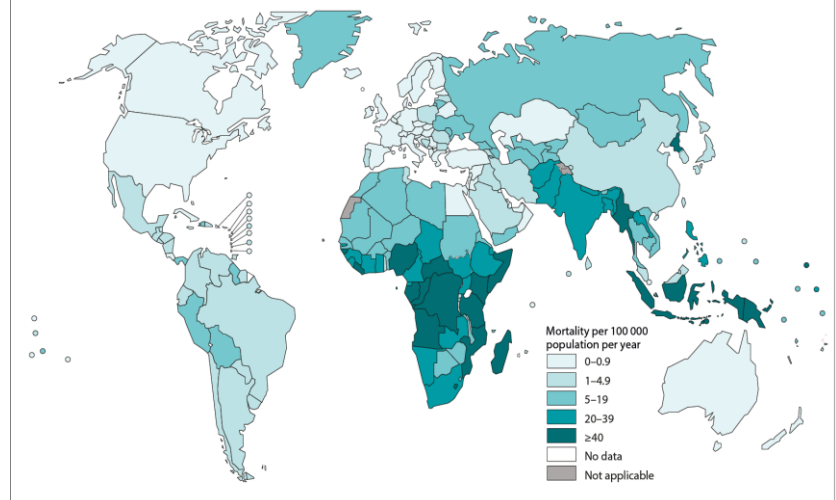 Mortality per 100 000
population per year
0–0.9
1–4.9
5–19
20–39
≥40
No data
Not applicable